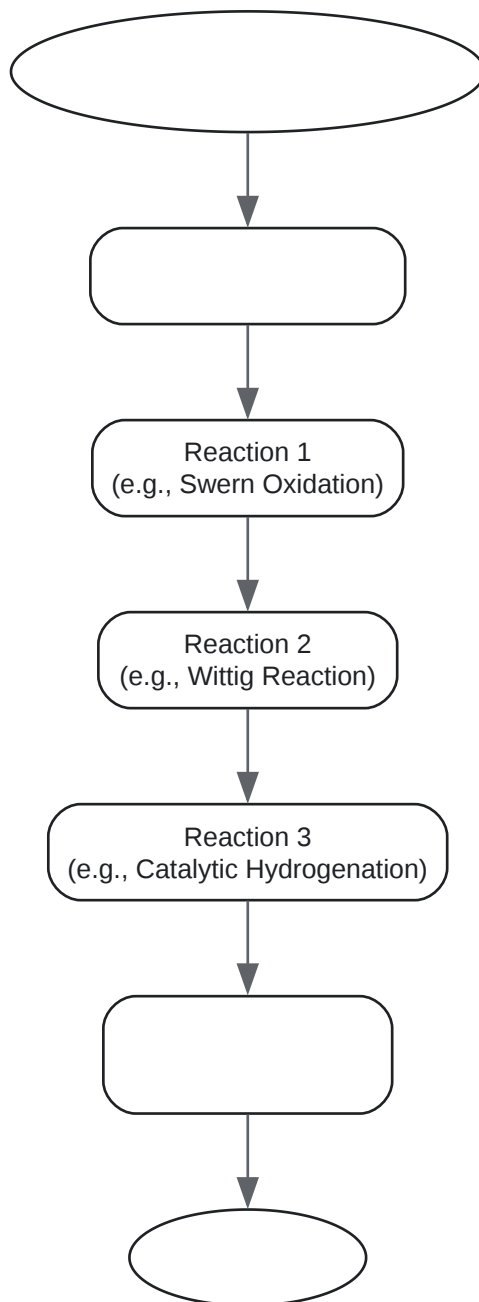 Reaction 1
(e.g., Swern Oxidation)
Reaction 2
(e.g., Wittig Reaction)
Reaction 3
(e.g., Catalytic Hydrogenation)